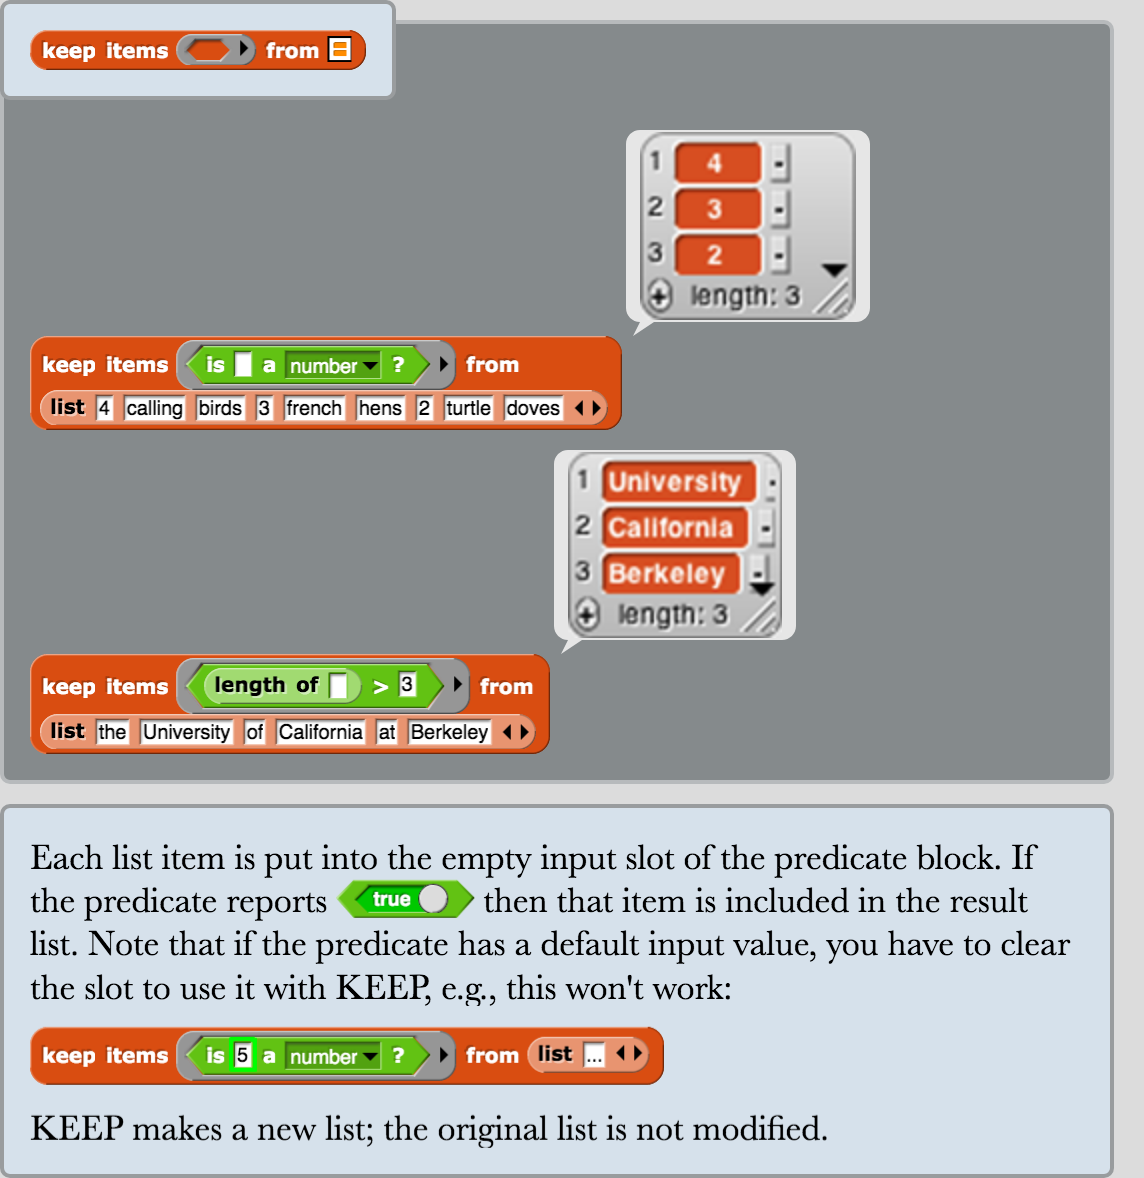 keep items from
1 4 -
2 3 -
3 2 -
+ length: 3
keep items is a number ? from
list 4 calling birds 3 french hens 2 turtle doves
1 University -
2 California -
3 Berkeley -
+ length: 3
keep items length of > 3 from
list the University of California at Berkeley
Each list item is put into the empty input slot of the predicate block. If
the predicate reports true then that item is included in the result
list. Note that if the predicate has a default input value, you have to clear
the slot to use it with KEEP, e.g., this won't work:
keep items is 5 a number ? from list ...
KEEP makes a new list; the original list is not modified.